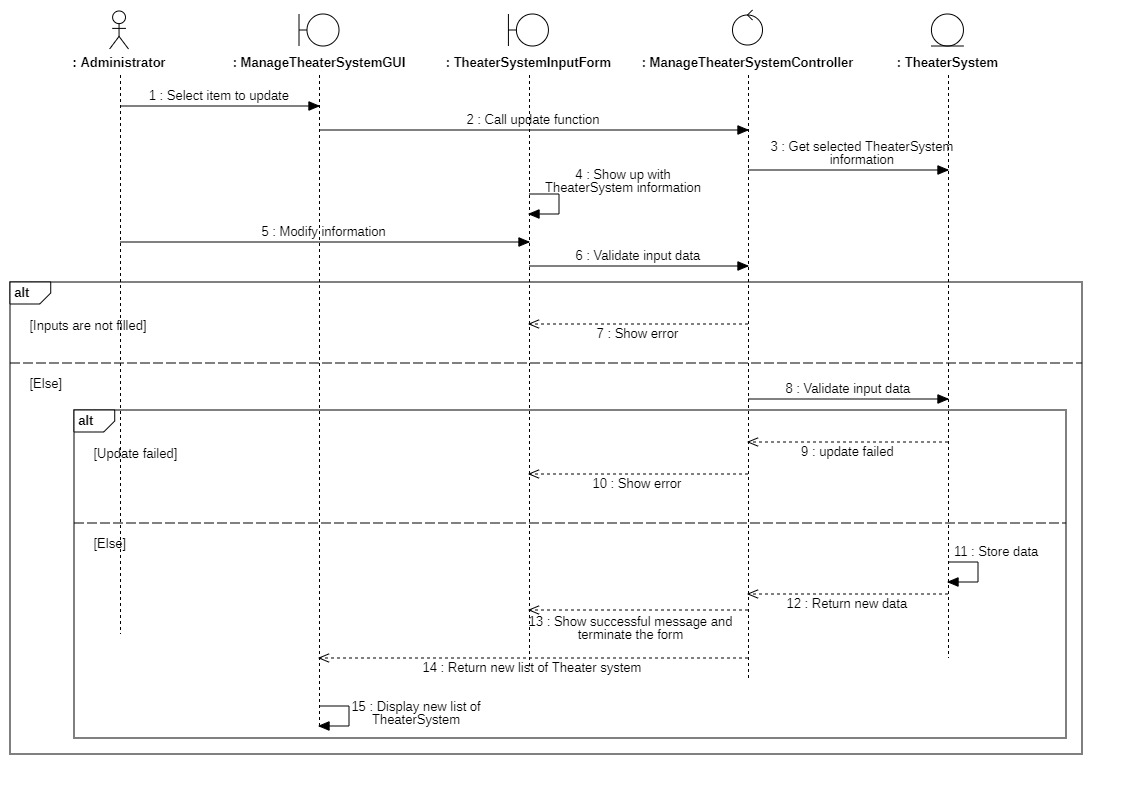 : Administrator
: ManageTheaterSystemGUI
: TheaterSystemInputForm
: ManageTheaterSystemController
: TheaterSystem
1 : Select item to update
2 : Call update function
3 : Get selected TheaterSystem
information
4 : Show up with
TheaterSystem information
5 : Modify information
6 : Validate input data
alt
[Inputs are not filled]
7 : Show error
[Else]
8 : Validate input data
alt
[Update failed]
9 : update failed
10 : Show error
[Else]
11 : Store data
12 : Return new data
13 : Show successful message and
terminate the form
14 : Return new list of Theater system
15 : Display new list of
TheaterSystem